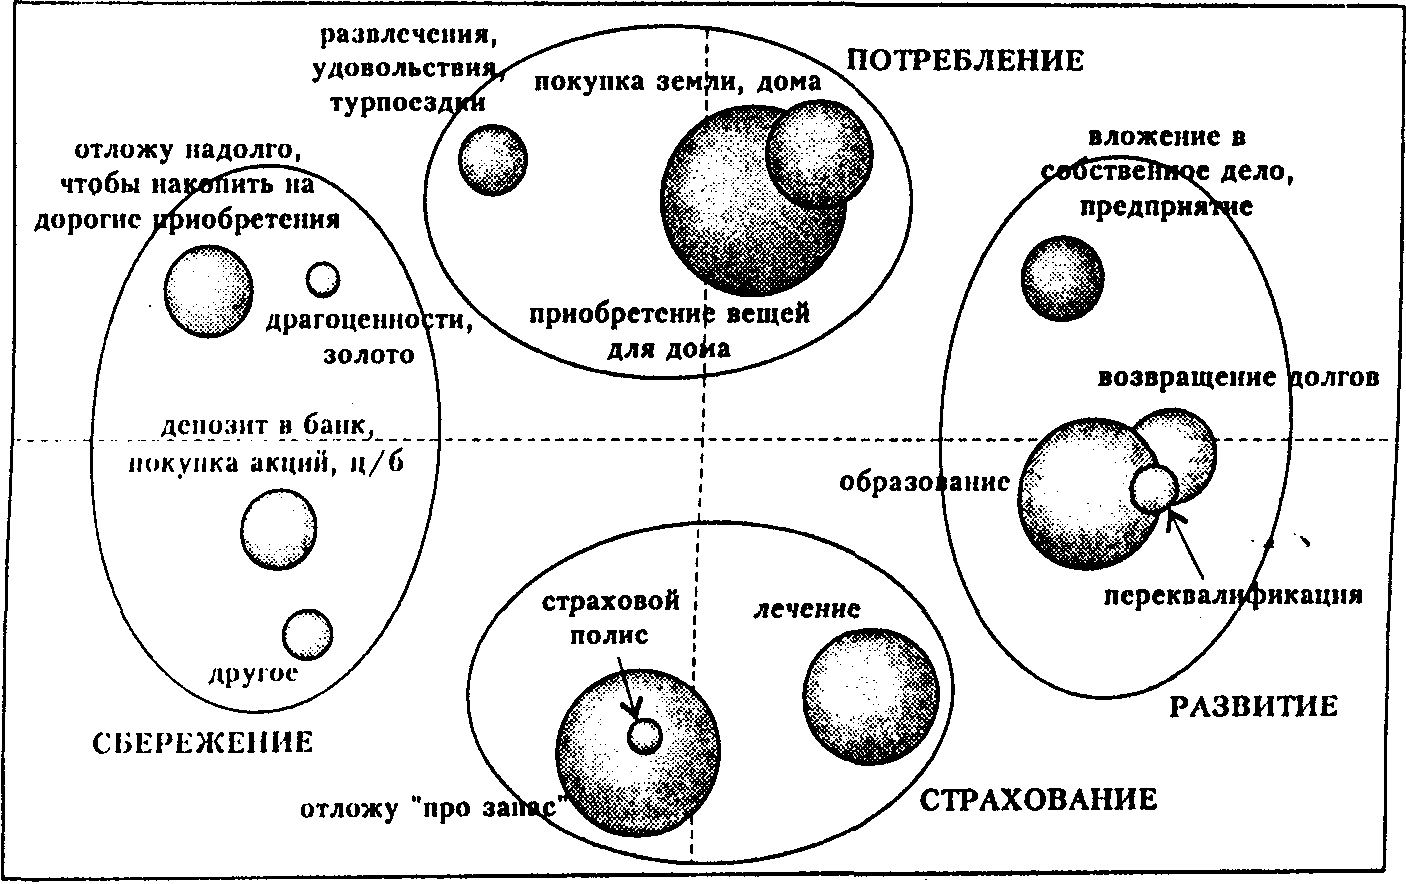 развлечения,
удовольствия,
турпоездки
покупка земли, дома
ПОТРЕБЛЕНИЕ
приобретение вещей
для дома
отложу надолго,
чтобы накопить на
дорогие приобретения
драгоценности,
золото
депозит в банк,
покупка акций, ц/б
другое
СБЕРЕЖЕНИЕ
вложение в
собственное дело,
предприятие
возвращение долгов
образование
переквалификация
РАЗВИТИЕ
страховой
полис
лечение
отложу "про запас"
СТРАХОВАНИЕ